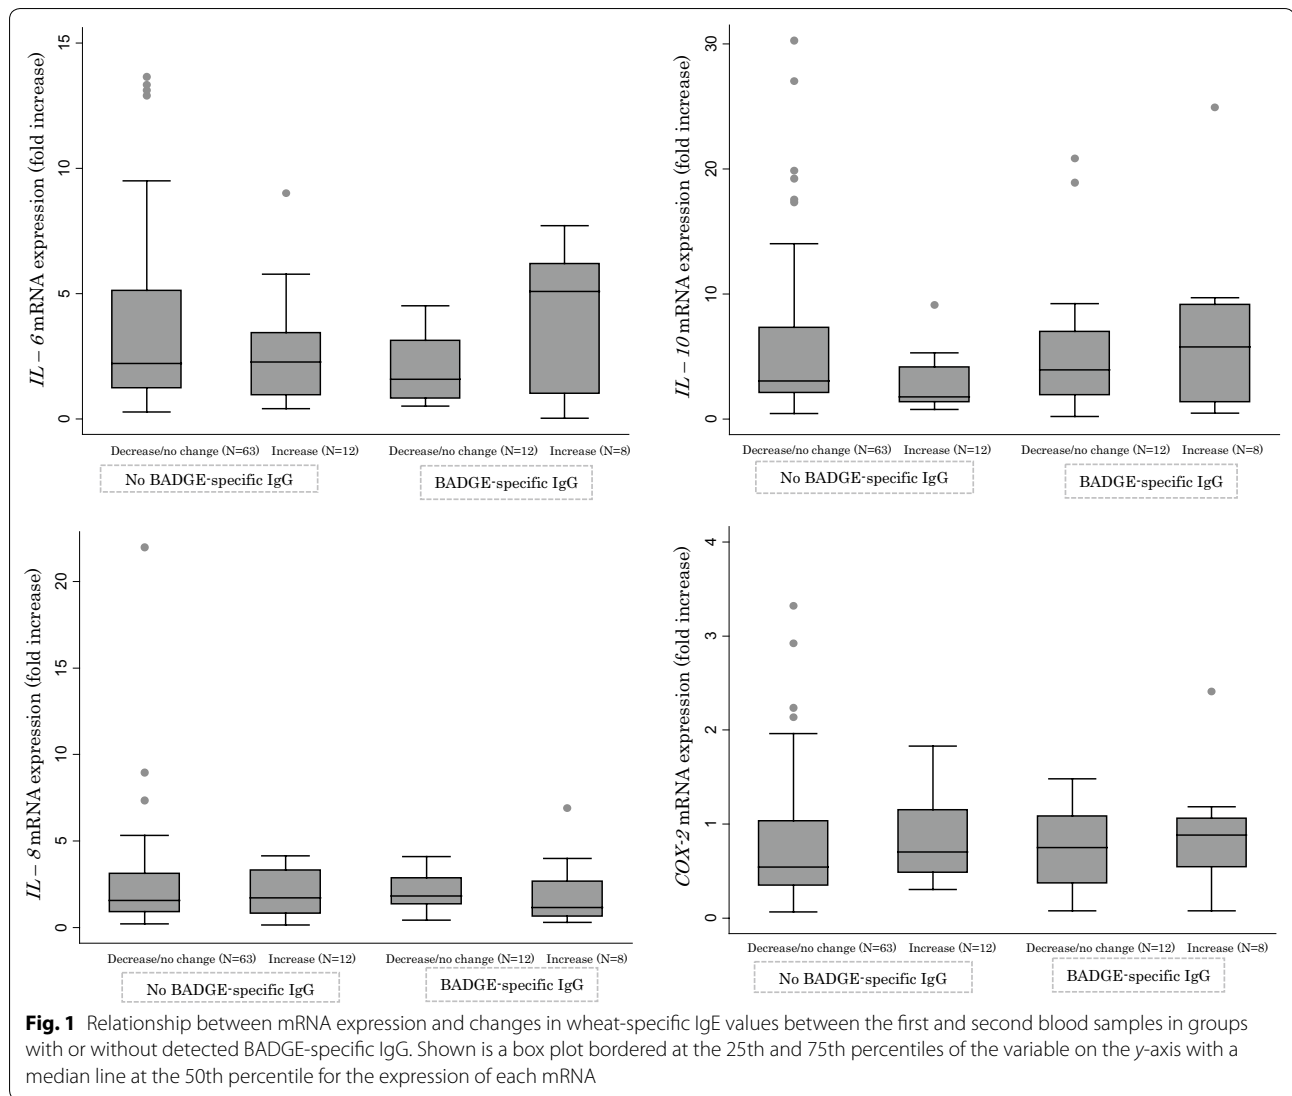 IL – 6 mRNA expression (fold increase)
15
10
5
0
Decrease/no change (N=63) Increase (N=12) Decrease/no change (N=12) Increase (N=8)
No BADGE-specific IgG BADGE-specific IgG
IL – 10 mRNA expression (fold increase)
30
20
10
0
Decrease/no change (N=63) Increase (N=12) Decrease/no change (N=12) Increase (N=8)
No BADGE-specific IgG BADGE-specific IgG
IL – 8 mRNA expression (fold increase)
20
15
10
5
0
Decrease/no change (N=63) Increase (N=12) Decrease/no change (N=12) Increase (N=8)
No BADGE-specific IgG BADGE-specific IgG
COX-2 mRNA expression (fold increase)
4
3
2
1
0
Decrease/no change (N=63) Increase (N=12) Decrease/no change (N=12) Increase (N=8)
No BADGE-specific IgG BADGE-specific IgG
Fig. 1 Relationship between mRNA expression and changes in wheat-specific IgE values between the first and second blood samples in groups
with or without detected BADGE-specific IgG. Shown is a box plot bordered at the 25th and 75th percentiles of the variable on the y-axis with a
median line at the 50th percentile for the expression of each mRNA